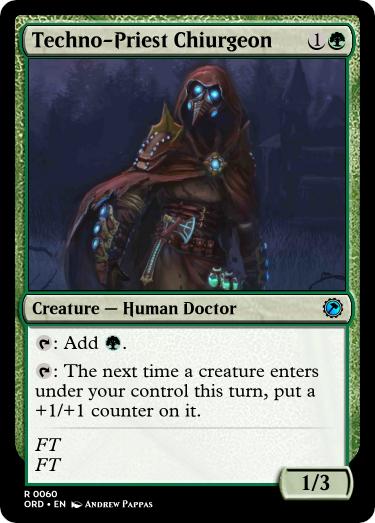 Techno-Priest Chiurgeon 1
Creature — Human Doctor
: Add .
: The next time a creature enters
under your control this turn, put a
+1/+1 counter on it.
FT
FT
1/3
R 0060
ORD • EN Andrew Pappas